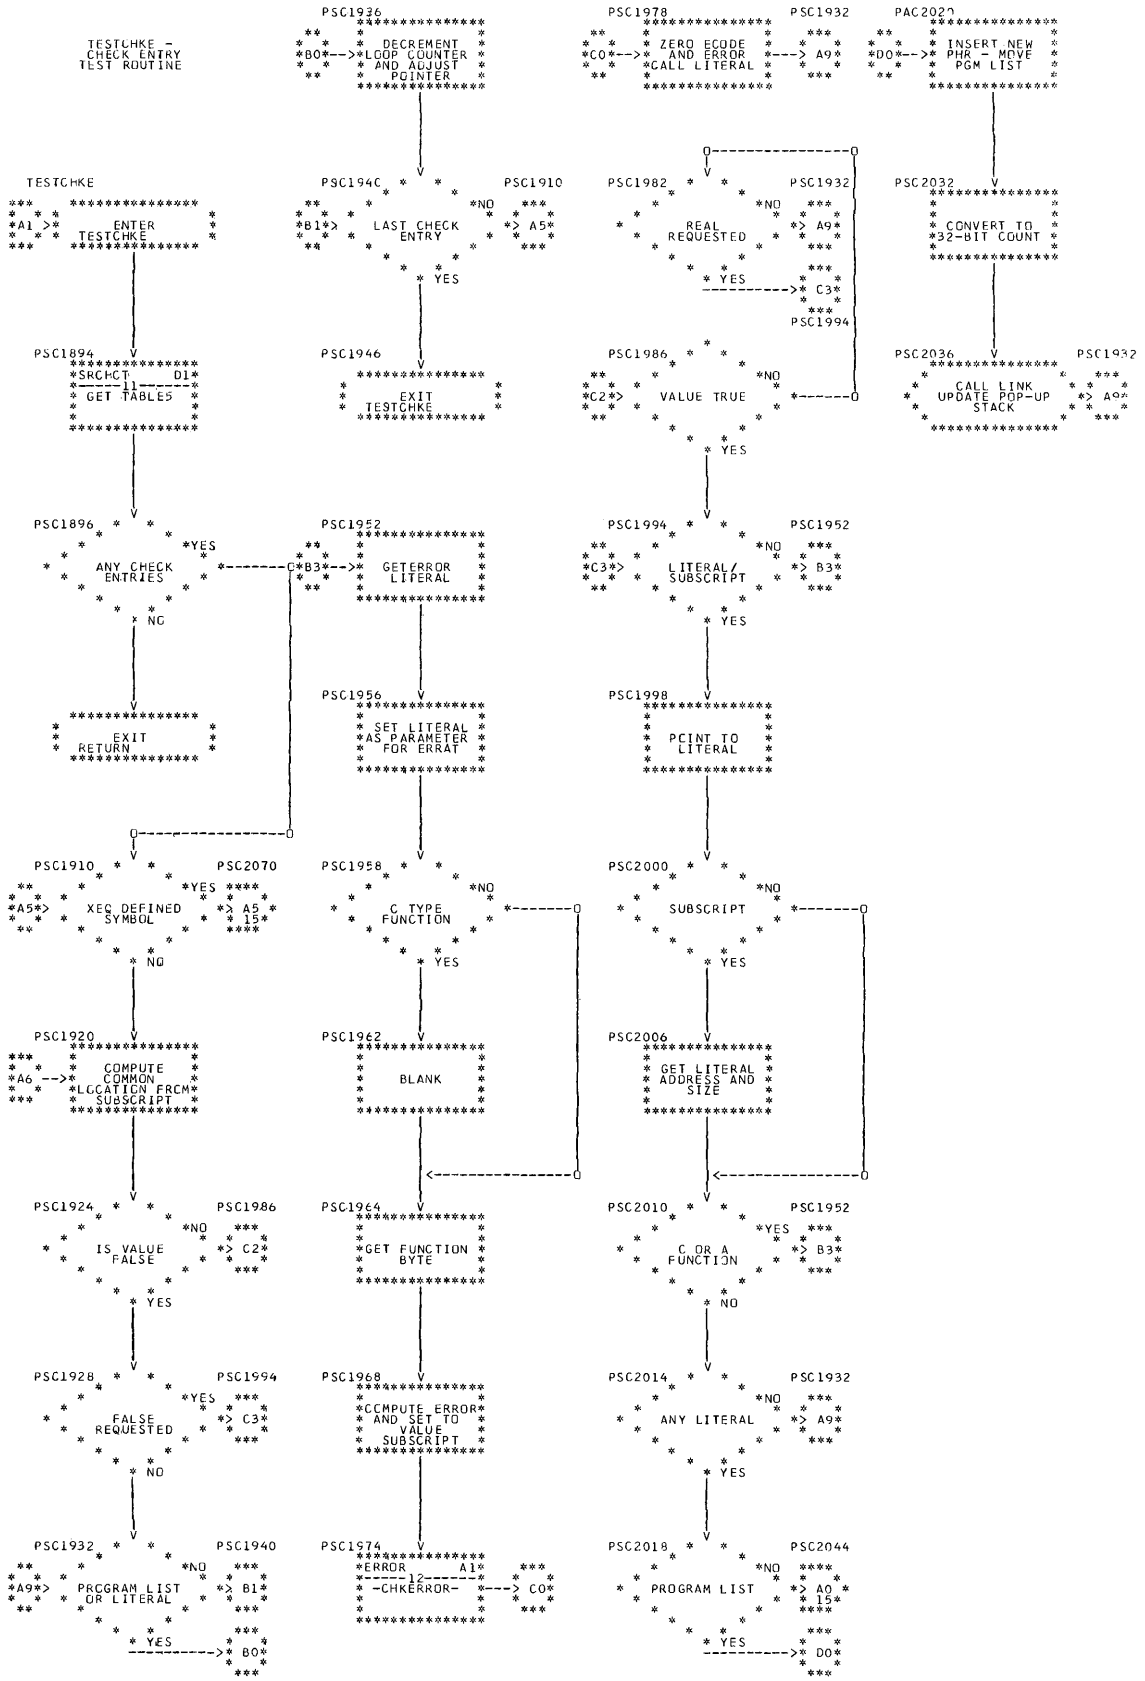 TESTCHKE -
CHECK ENTRY
TEST ROUTINE
TESTCHKE
A1
ENTER
TESTCHKE
PSC1894
SRCHCT D1
11
GET TABLES
PSC1896
YES
ANY CHECK
ENTRIES
NO
EXIT
RETURN
PSC1910
PSC2070
YES
A5
XEQ DEFINED
SYMBOL
A5
15
NO
PSC1920
A6
COMPUTE
COMMON
LOCATION FROM
SUBSCRIPT
PSC1924
PSC1986
NO
IS VALUE
FALSE
C2
YES
PSC1928
PSC1994
YES
FALSE
REQUESTED
C3
NO
PSC1932
PSC1940
NO
A9
PROGRAM LIST
OR LITERAL
B1
YES
B0
PSC1936
B0
DECREMENT
LOOP COUNTER
AND ADJUST
POINTER
PSC1940
PSC1910
NO
B1
LAST CHECK
ENTRY
A5
YES
PSC1946
EXIT
TESTCHKE
PSC1952
B3
GETERROR
LITERAL
PSC1956
SET LITERAL
AS PARAMETER
FOR ERRAT
PSC1958
NO
C TYPE
FUNCTION
YES
PSC1962
BLANK
PSC1964
GET FUNCTION
BYTE
PSC1968
COMPUTE ERROR
AND SET TO
VALUE
SUBSCRIPT
PSC1974
ERROR A1
12
-CHKERROR-
C0
PSC1978
PSC1932
C0
ZERO ECODE
AND ERROR
CALL LITERAL
A9
PSC1982
PSC1932
NO
REAL
REQUESTED
A9
YES
C3
PSC1994
PSC1986
NO
C2
VALUE TRUE
YES
PSC1994
PSC1952
NO
C3
LITERAL/
SUBSCRIPT
B3
YES
PSC1998
POINT TO
LITERAL
PSC2000
NO
SUBSCRIPT
YES
PSC2006
GET LITERAL
ADDRESS AND
SIZE
PSC2010
PSC1952
YES
C OR A
FUNCTION
B3
NO
PSC2014
PSC1932
NO
ANY LITERAL
A9
YES
PSC2018
PSC2044
NO
PROGRAM LIST
A0
15
YES
D0
PAC2020
D0
INSERT NEW
PHR - MOVE
PGM LIST
PSC2032
CONVERT TO
32-BIT COUNT
PSC2036
PSC1932
CALL LINK
UPDATE POP-UP
STACK
A9